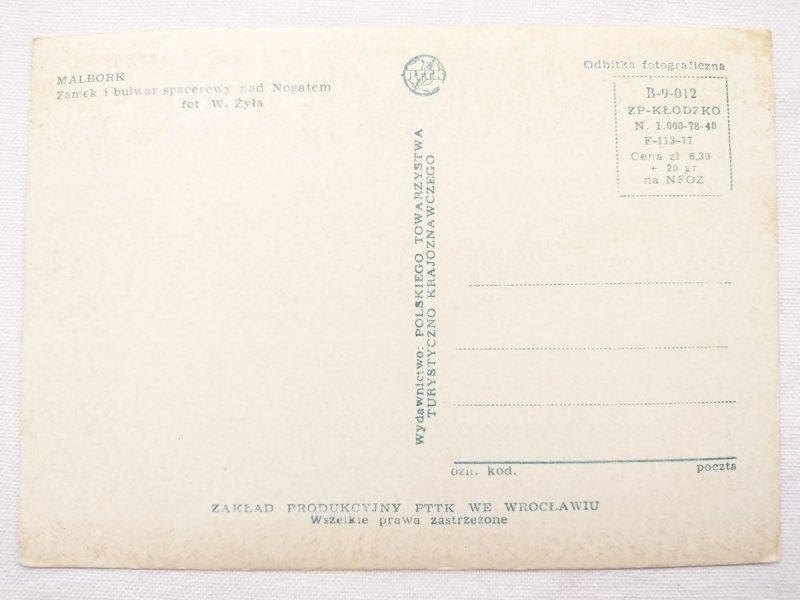 MALBORK
Zamek i bulwar spacerowy nad Nogatem
fot W. Żyła
PTTK
Wydawnictwo: POLSKIEGO TOWARZYSTWA
TURYSTYCZNO KRAJOZNAWCZEGO
Odbitka fotograficzna
B-9-012
ZP-KŁODZKO
N. 1.000-78-40
F-113-77
Cena zł 6,30
+ 20 gr
na NFOZ
ozn. kod. poczta
ZAKŁAD PRODUKCYJNY PTTK WE WROCŁAWIU
Wszelkie prawa zastrzeżone